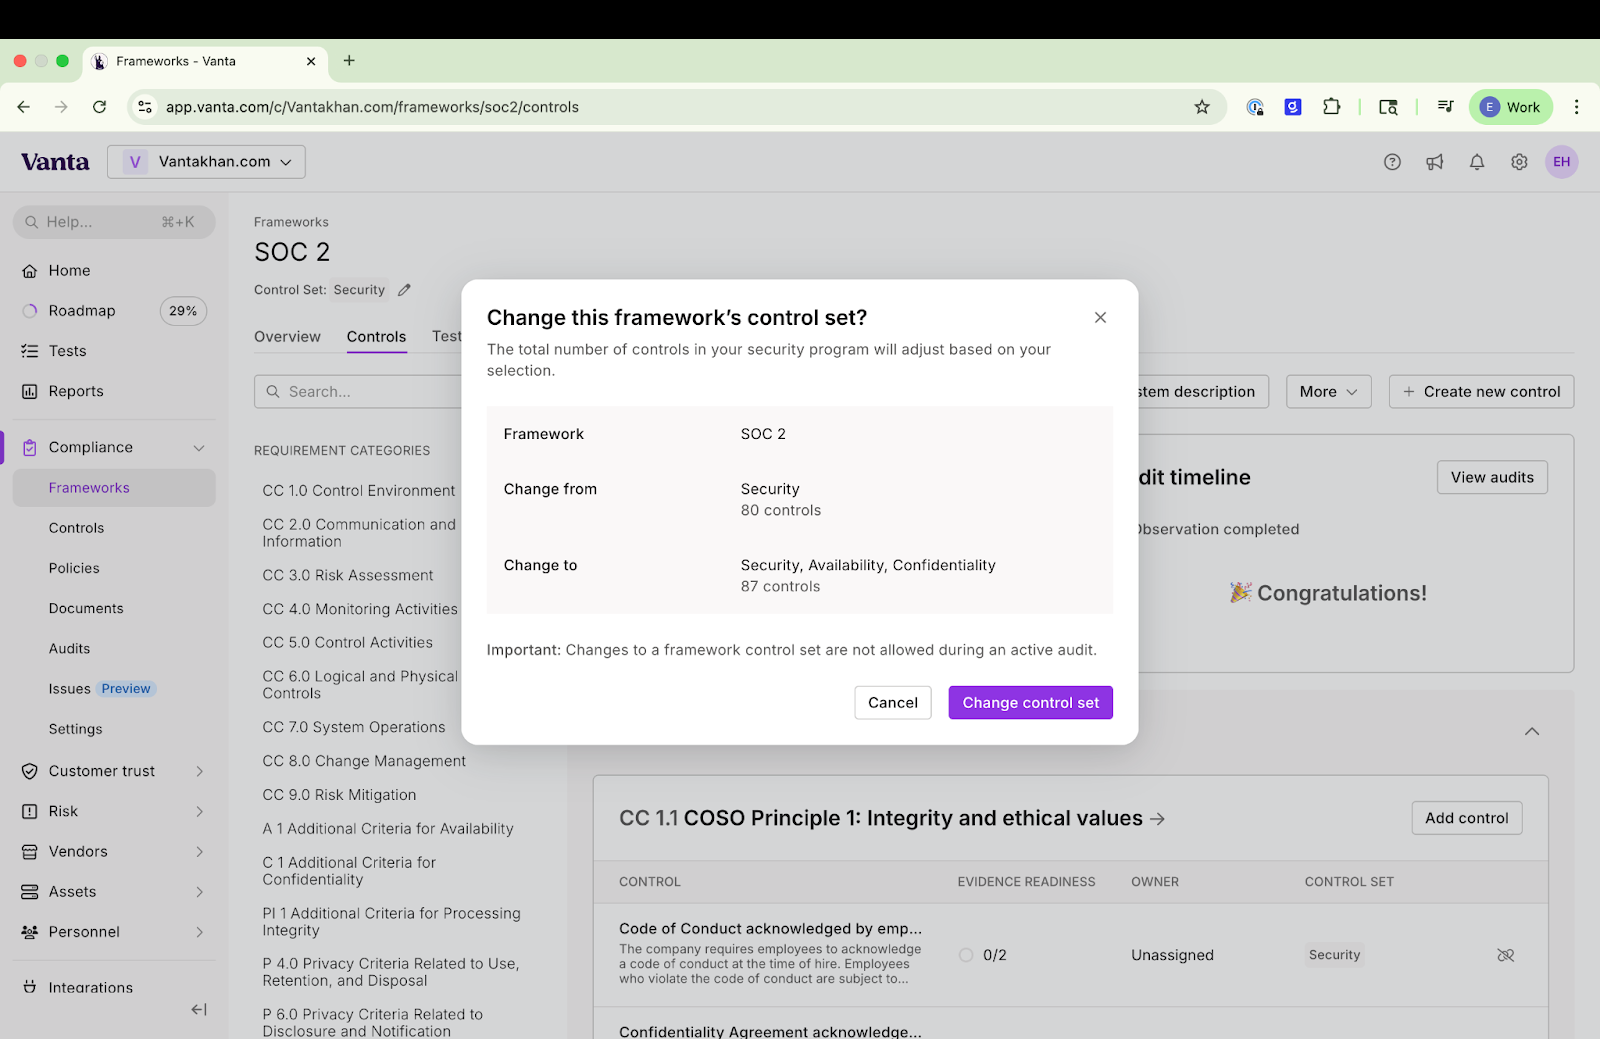 Frameworks - Vanta
app.vanta.com/c/Vantakhan.com/frameworks/soc2/controls
E Work
Vanta
V Vantakhan.com
EH
Help... ⌘+K
Home
Roadmap 29%
Tests
Reports
Compliance
Frameworks
Controls
Policies
Documents
Audits
Issues Preview
Settings
Customer trust
Risk
Vendors
Assets
Personnel
Integrations
Frameworks
SOC 2
Control Set: Security
Overview Controls Test
Search...
stem description
More
+ Create new control
REQUIREMENT CATEGORIES
CC 1.0 Control Environment
CC 2.0 Communication and
Information
CC 3.0 Risk Assessment
CC 4.0 Monitoring Activities
CC 5.0 Control Activities
CC 6.0 Logical and Physical
Controls
CC 7.0 System Operations
CC 8.0 Change Management
CC 9.0 Risk Mitigation
A 1 Additional Criteria for Availability
C 1 Additional Criteria for
Confidentiality
PI 1 Additional Criteria for Processing
Integrity
P 4.0 Privacy Criteria Related to Use,
Retention, and Disposal
P 6.0 Privacy Criteria Related to
Disclosure and Notification
Change this framework’s control set?
The total number of controls in your security program will adjust based on your
selection.
Framework SOC 2
Change from Security
80 controls
Change to Security, Availability, Confidentiality
87 controls
Important: Changes to a framework control set are not allowed during an active audit.
Cancel
Change control set
dit timeline
View audits
Observation completed
🎉 Congratulations!
CC 1.1 COSO Principle 1: Integrity and ethical values →
Add control
CONTROL EVIDENCE READINESS OWNER CONTROL SET
Code of Conduct acknowledged by emp...
The company requires employees to acknowledge
a code of conduct at the time of hire. Employees
who violate the code of conduct are subject to...
0/2
Unassigned
Security
Confidentiality Agreement acknowledge...